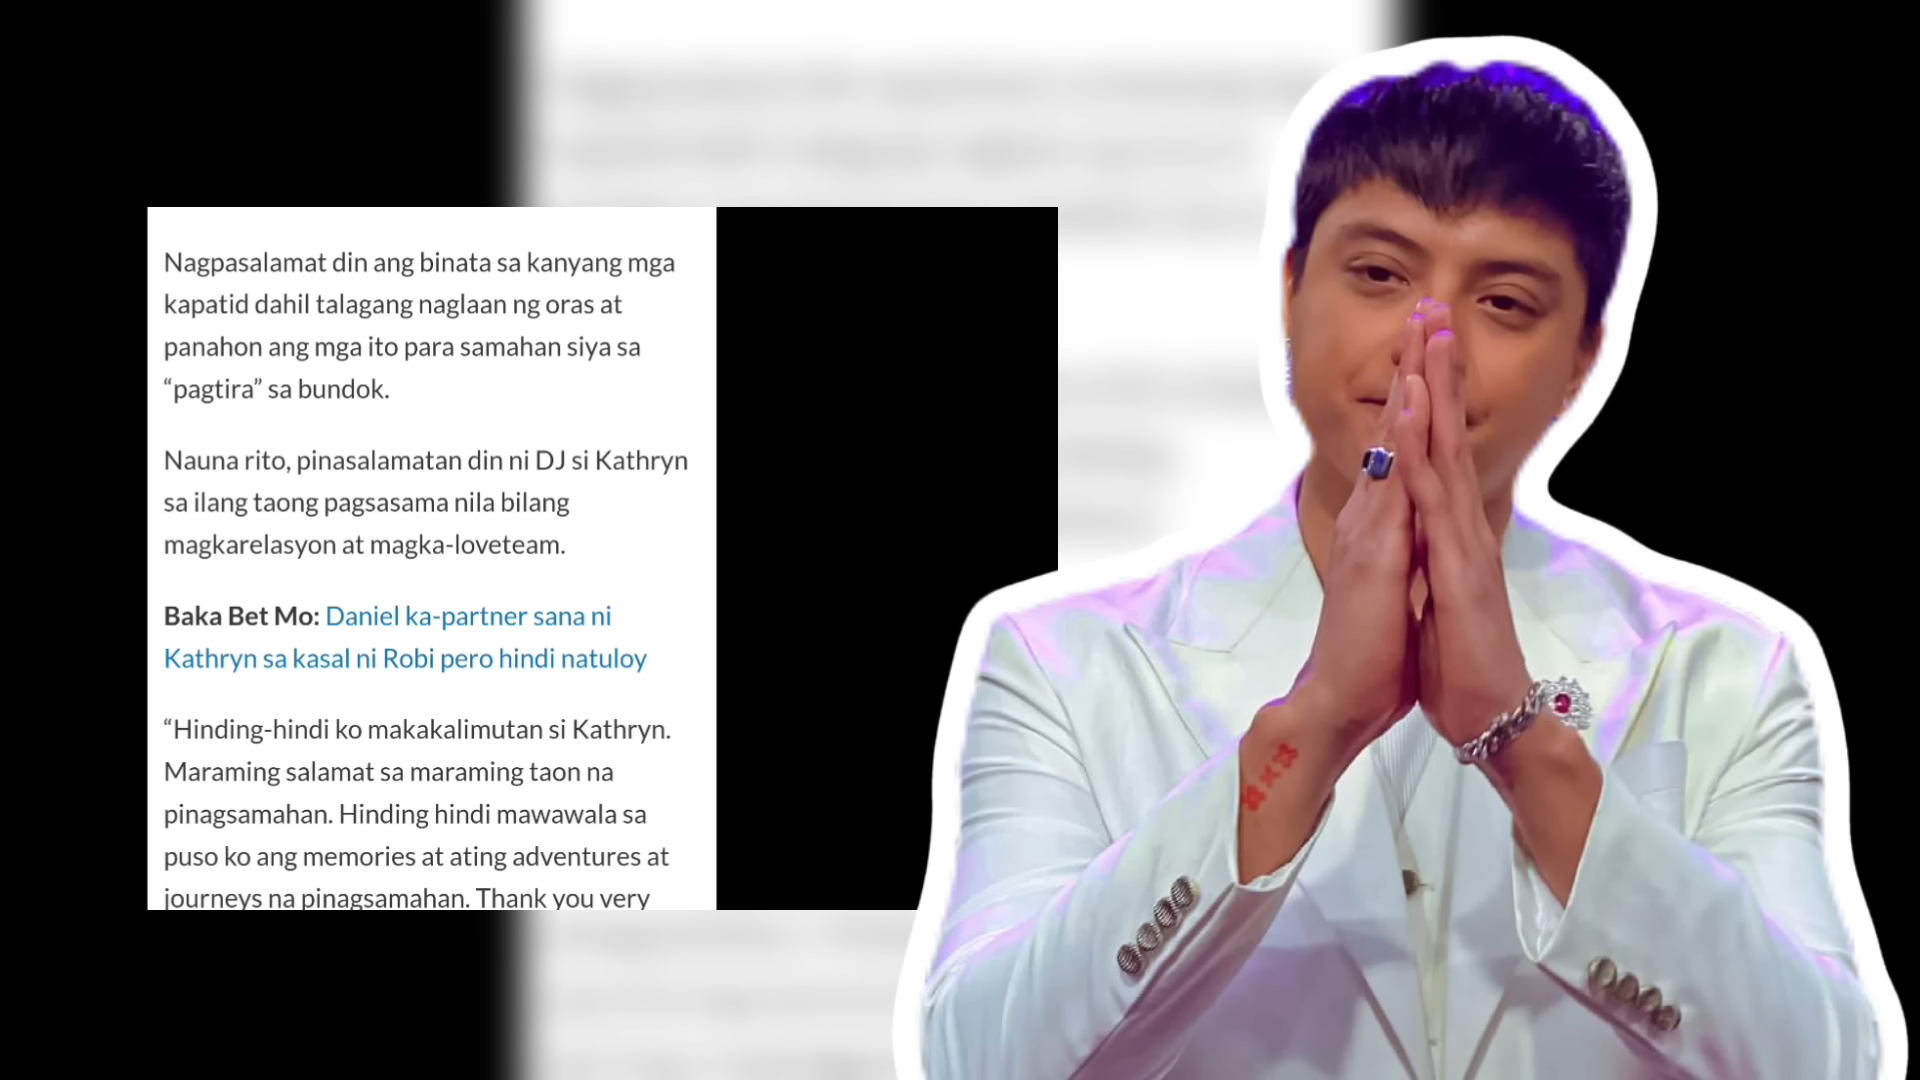 Nagpasalamat din ang binata sa kanyang mga
kapatid dahil talagang naglaan ng oras at
panahon ang mga ito para samahan siya sa
“pagtira” sa bundok.
Nauna rito, pinasalamatan din ni DJ si Kathryn
sa ilang taong pagsasama nila bilang
magkarelasyon at magka-loveteam.
Baka Bet Mo: Daniel ka-partner sana ni
Kathryn sa kasal ni Robi pero hindi natuloy
“Hinding-hindi ko makakalimutan si Kathryn.
Maraming salamat sa maraming taon na
pinagsamahan. Hinding hindi mawawala sa
puso ko ang memories at ating adventures at
journeys na pinagsamahan. Thank you very